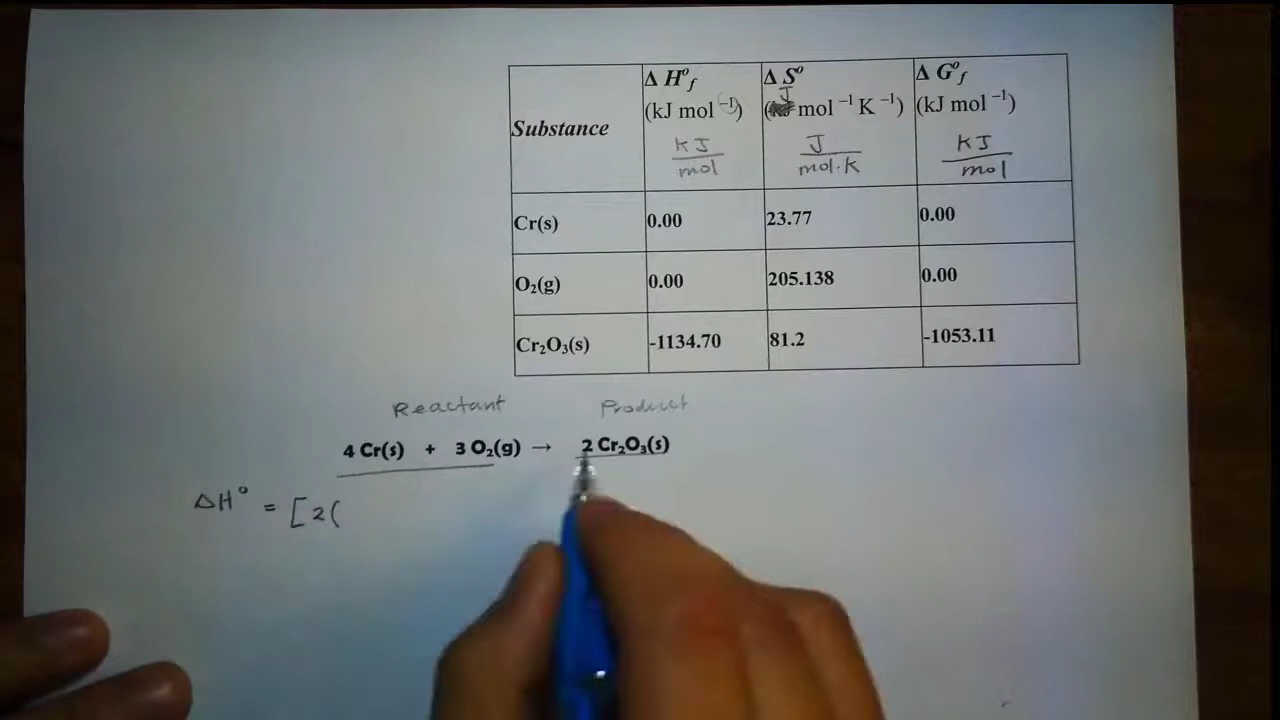 Substance
Δ H°f
(kJ mol –1)
KJ
mol
Δ S°
J
( mol –1 K –1)
J
mol·K
Δ G°f
(kJ mol –1)
KJ
mol
Cr(s) 0.00 23.77 0.00
O₂(g) 0.00 205.138 0.00
Cr₂O₃(s) -1134.70 81.2 -1053.11
Reactant Product
4 Cr(s) + 3 O₂(g) → 2 Cr₂O₃(s)
ΔH° = [2(